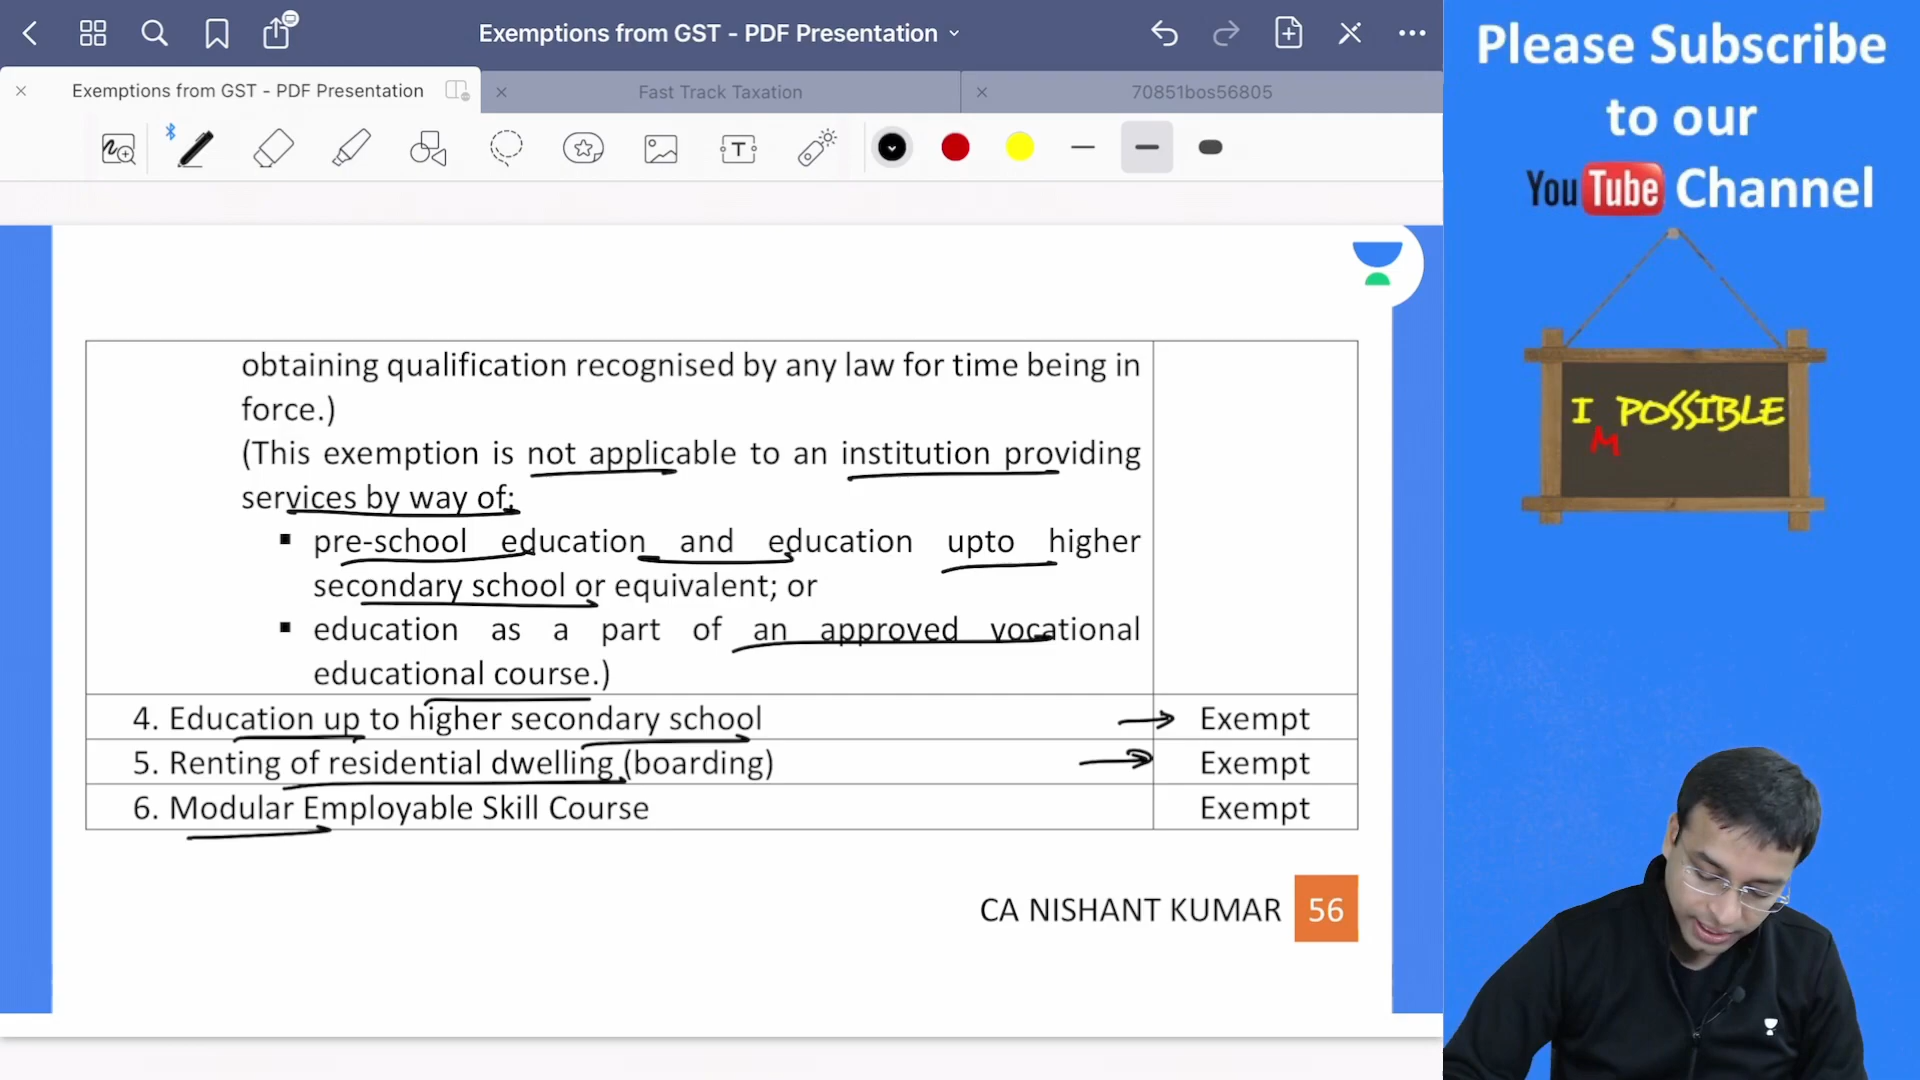 Exemptions from GST - PDF Presentation
Exemptions from GST - PDF Presentation
Fast Track Taxation
70851bos56805
T
obtaining qualification recognised by any law for time being in
force.)
(This exemption is not applicable to an institution providing
services by way of:
▪ pre-school education and education upto higher
secondary school or equivalent; or
▪ education as a part of an approved vocational
educational course.)
4. Education up to higher secondary school → Exempt
5. Renting of residential dwelling (boarding) → Exempt
6. Modular Employable Skill Course Exempt
CA NISHANT KUMAR 56
Please Subscribe
to our
YouTube Channel
I POSSIBLE
M